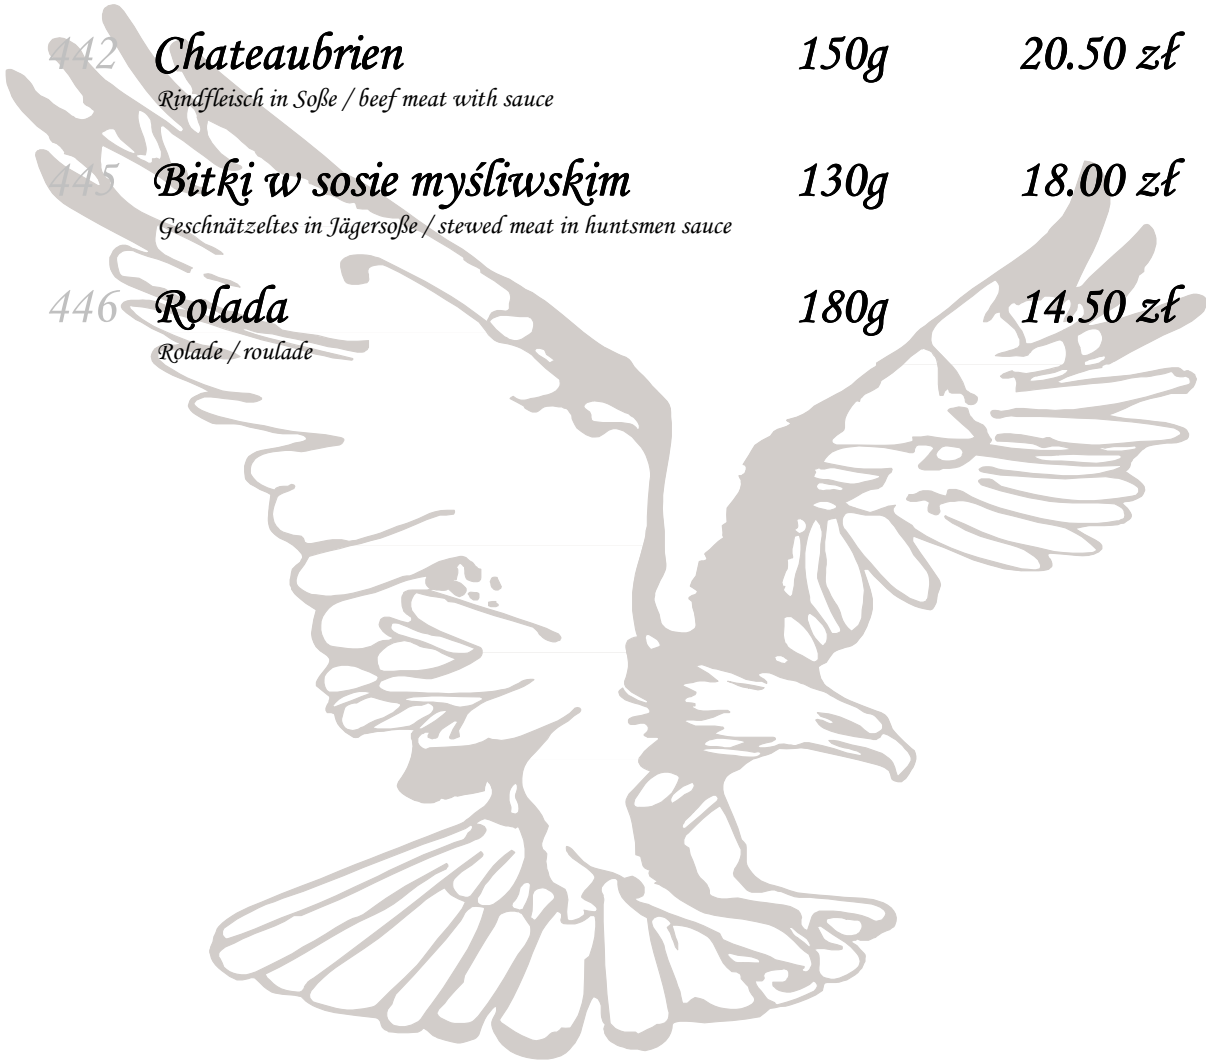 442 Chateaubrien 150g 20.50 zł
Rindfleisch in Soße / beef meat with sauce
445 Bitki w sosie myśliwskim 130g 18.00 zł
Geschnätzeltes in Jägersoße / stewed meat in huntsmen sauce
446 Rolada 180g 14.50 zł
Rolade / roulade